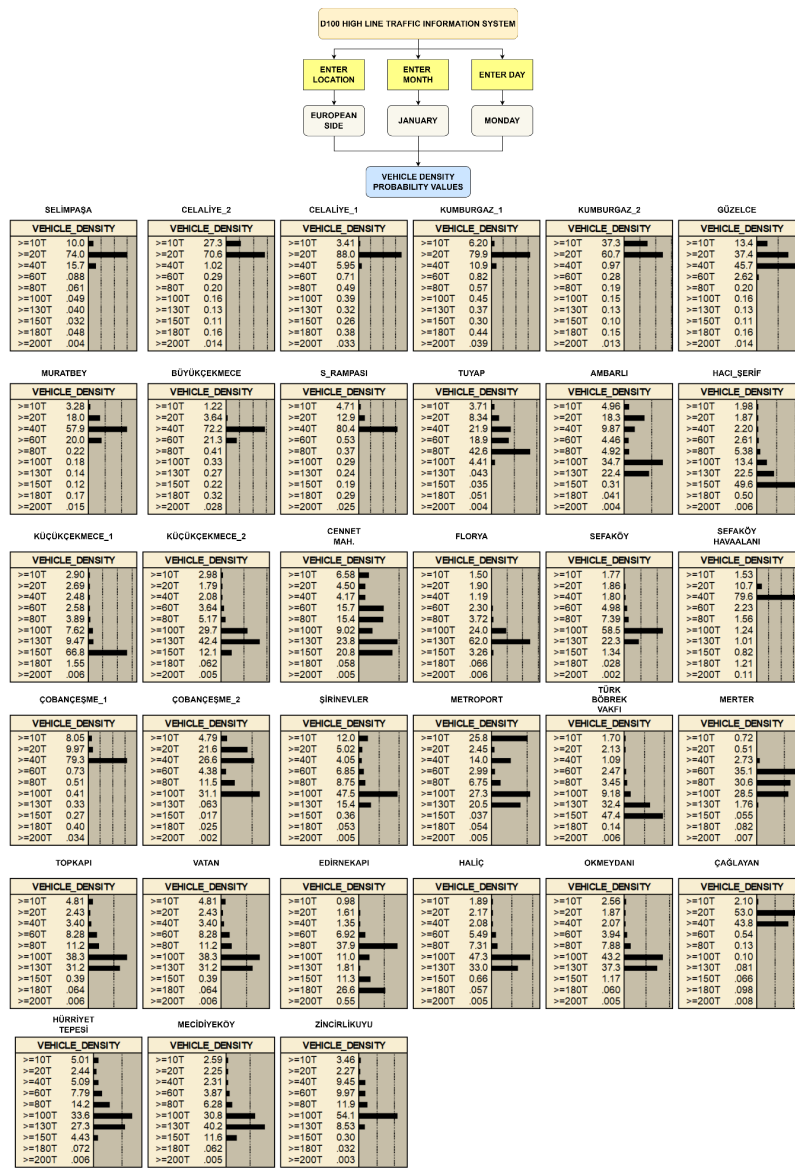 D100 HIGH LINE TRAFFIC INFORMATION SYSTEM
ENTER
LOCATION
ENTER
MONTH
ENTER DAY
EUROPEAN
SIDE
JANUARY
MONDAY
VEHICLE DENSITY
PROBABILITY VALUES
SELİMPAŞA
VEHICLE_DENSITY
>=10T 10.0
>=20T 74.0
>=40T 15.7
>=60T .088
>=80T .061
>=100T .049
>=130T .040
>=150T .032
>=180T .048
>=200T .004
CELALİYE_2
VEHICLE_DENSITY
>=10T 27.3
>=20T 70.6
>=40T 1.02
>=60T 0.29
>=80T 0.20
>=100T 0.16
>=130T 0.13
>=150T 0.11
>=180T 0.16
>=200T .014
CELALİYE_1
VEHICLE_DENSITY
>=10T 3.41
>=20T 88.0
>=40T 5.95
>=60T 0.71
>=80T 0.49
>=100T 0.39
>=130T 0.32
>=150T 0.26
>=180T 0.38
>=200T .033
KUMBURGAZ_1
VEHICLE_DENSITY
>=10T 6.20
>=20T 79.9
>=40T 10.9
>=60T 0.82
>=80T 0.57
>=100T 0.45
>=130T 0.37
>=150T 0.30
>=180T 0.44
>=200T .039
KUMBURGAZ_2
VEHICLE_DENSITY
>=10T 37.3
>=20T 60.7
>=40T 0.97
>=60T 0.28
>=80T 0.19
>=100T 0.15
>=130T 0.13
>=150T 0.10
>=180T 0.15
>=200T .013
GÜZELCE
VEHICLE_DENSITY
>=10T 13.4
>=20T 37.4
>=40T 45.7
>=60T 2.62
>=80T 0.20
>=100T 0.16
>=130T 0.13
>=150T 0.11
>=180T 0.16
>=200T .014
MURATBEY
VEHICLE_DENSITY
>=10T 3.28
>=20T 18.0
>=40T 57.9
>=60T 20.0
>=80T 0.22
>=100T 0.18
>=130T 0.14
>=150T 0.12
>=180T 0.17
>=200T .015
BÜYÜKÇEKMECE
VEHICLE_DENSITY
>=10T 1.22
>=20T 3.64
>=40T 72.2
>=60T 21.3
>=80T 0.41
>=100T 0.33
>=130T 0.27
>=150T 0.22
>=180T 0.32
>=200T .028
S_RAMPASI
VEHICLE_DENSITY
>=10T 4.71
>=20T 12.9
>=40T 80.4
>=60T 0.53
>=80T 0.37
>=100T 0.29
>=130T 0.24
>=150T 0.19
>=180T 0.29
>=200T .025
TUYAP
VEHICLE_DENSITY
>=10T 3.71
>=20T 8.34
>=40T 21.9
>=60T 18.9
>=80T 42.6
>=100T 4.41
>=130T .043
>=150T .035
>=180T .051
>=200T .004
AMBARLI
VEHICLE_DENSITY
>=10T 4.96
>=20T 18.3
>=40T 9.87
>=60T 4.46
>=80T 4.92
>=100T 34.7
>=130T 22.4
>=150T 0.31
>=180T .041
>=200T .004
HACI_ŞERİF
VEHICLE_DENSITY
>=10T 1.98
>=20T 1.87
>=40T 2.20
>=60T 2.61
>=80T 5.38
>=100T 13.4
>=130T 22.5
>=150T 49.6
>=180T 0.50
>=200T .006
KÜÇÜKÇEKMECE_1
VEHICLE_DENSITY
>=10T 2.90
>=20T 2.69
>=40T 2.48
>=60T 2.58
>=80T 3.89
>=100T 7.62
>=130T 9.47
>=150T 66.8
>=180T 1.55
>=200T .006
KÜÇÜKÇEKMECE_2
VEHICLE_DENSITY
>=10T 2.98
>=20T 1.79
>=40T 2.08
>=60T 3.64
>=80T 5.17
>=100T 29.7
>=130T 42.4
>=150T 12.1
>=180T .062
>=200T .005
CENNET
MAH.
VEHICLE_DENSITY
>=10T 6.58
>=20T 4.50
>=40T 4.17
>=60T 15.7
>=80T 15.4
>=100T 9.02
>=130T 23.8
>=150T 20.8
>=180T .058
>=200T .005
FLORYA
VEHICLE_DENSITY
>=10T 1.50
>=20T 1.90
>=40T 1.19
>=60T 2.30
>=80T 3.72
>=100T 24.0
>=130T 62.0
>=150T 3.26
>=180T .066
>=200T .006
SEFAKÖY
VEHICLE_DENSITY
>=10T 1.77
>=20T 1.86
>=40T 1.80
>=60T 4.98
>=80T 7.39
>=100T 58.5
>=130T 22.3
>=150T 1.34
>=180T .028
>=200T .002
SEFAKÖY
HAVAALANI
VEHICLE_DENSITY
>=10T 1.53
>=20T 10.7
>=40T 79.6
>=60T 2.23
>=80T 1.56
>=100T 1.24
>=130T 1.01
>=150T 0.82
>=180T 1.21
>=200T 0.11
ÇOBANÇEŞME_1
VEHICLE_DENSITY
>=10T 8.05
>=20T 9.97
>=40T 79.3
>=60T 0.73
>=80T 0.51
>=100T 0.41
>=130T 0.33
>=150T 0.27
>=180T 0.40
>=200T .034
ÇOBANÇEŞME_2
VEHICLE_DENSITY
>=10T 4.79
>=20T 21.6
>=40T 26.6
>=60T 4.38
>=80T 11.5
>=100T 31.1
>=130T .063
>=150T .017
>=180T .025
>=200T .002
ŞİRİNEVLER
VEHICLE_DENSITY
>=10T 12.0
>=20T 5.02
>=40T 4.05
>=60T 6.85
>=80T 8.75
>=100T 47.5
>=130T 15.4
>=150T 0.36
>=180T .053
>=200T .005
METROPORT
VEHICLE_DENSITY
>=10T 25.8
>=20T 2.45
>=40T 14.0
>=60T 2.99
>=80T 6.75
>=100T 27.3
>=130T 20.5
>=150T .037
>=180T .054
>=200T .005
TÜRK
BÖBREK
VAKFI
VEHICLE_DENSITY
>=10T 1.70
>=20T 2.13
>=40T 1.09
>=60T 2.47
>=80T 3.45
>=100T 9.18
>=130T 32.4
>=150T 47.4
>=180T 0.14
>=200T .006
MERTER
VEHICLE_DENSITY
>=10T 0.72
>=20T 0.51
>=40T 2.73
>=60T 35.1
>=80T 30.6
>=100T 28.5
>=130T 1.76
>=150T .055
>=180T .082
>=200T .007
TOPKAPI
VEHICLE_DENSITY
>=10T 4.81
>=20T 2.43
>=40T 3.40
>=60T 8.28
>=80T 11.2
>=100T 38.3
>=130T 31.2
>=150T 0.39
>=180T .064
>=200T .006
VATAN
VEHICLE_DENSITY
>=10T 4.81
>=20T 2.43
>=40T 3.40
>=60T 8.28
>=80T 11.2
>=100T 38.3
>=130T 31.2
>=150T 0.39
>=180T .064
>=200T .006
EDİRNEKAPI
VEHICLE_DENSITY
>=10T 0.98
>=20T 1.61
>=40T 1.35
>=60T 6.92
>=80T 37.9
>=100T 11.0
>=130T 1.81
>=150T 11.3
>=180T 26.6
>=200T 0.55
HALİÇ
VEHICLE_DENSITY
>=10T 1.89
>=20T 2.17
>=40T 2.08
>=60T 5.49
>=80T 7.31
>=100T 47.3
>=130T 33.0
>=150T 0.66
>=180T .057
>=200T .005
OKMEYDANI
VEHICLE_DENSITY
>=10T 2.56
>=20T 1.87
>=40T 2.07
>=60T 3.94
>=80T 7.88
>=100T 43.2
>=130T 37.3
>=150T 1.17
>=180T .060
>=200T .005
ÇAĞLAYAN
VEHICLE_DENSITY
>=10T 2.10
>=20T 53.0
>=40T 43.8
>=60T 0.54
>=80T 0.13
>=100T 0.10
>=130T .081
>=150T .066
>=180T .098
>=200T .008
HÜRRİYET
TEPESİ
VEHICLE_DENSITY
>=10T 5.01
>=20T 2.44
>=40T 5.09
>=60T 7.79
>=80T 14.2
>=100T 33.6
>=130T 27.3
>=150T 4.43
>=180T .072
>=200T .006
MECİDİYEKÖY
VEHICLE_DENSITY
>=10T 2.59
>=20T 2.25
>=40T 2.31
>=60T 3.87
>=80T 6.28
>=100T 30.8
>=130T 40.2
>=150T 11.6
>=180T .062
>=200T .005
ZİNCİRLİKUYU
VEHICLE_DENSITY
>=10T 3.46
>=20T 2.27
>=40T 9.45
>=60T 9.97
>=80T 11.9
>=100T 54.1
>=130T 8.53
>=150T 0.30
>=180T .032
>=200T .003